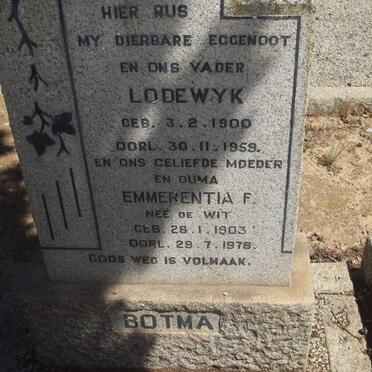 HIER RUS
MY DIERBARE EGGENOOT
EN ONS VADER
LODEWYK
GEB. 3.2.1900
OORL. 30.11.1959.
EN ONS GELIEFDE MOEDER
EN OUMA
EMMERENTIA F.
NEÉ DE WIT
GEB. 28.1.1903
OORL. 29.7.1978.
GODS WEG IS VOLMAAK.
BOTMA